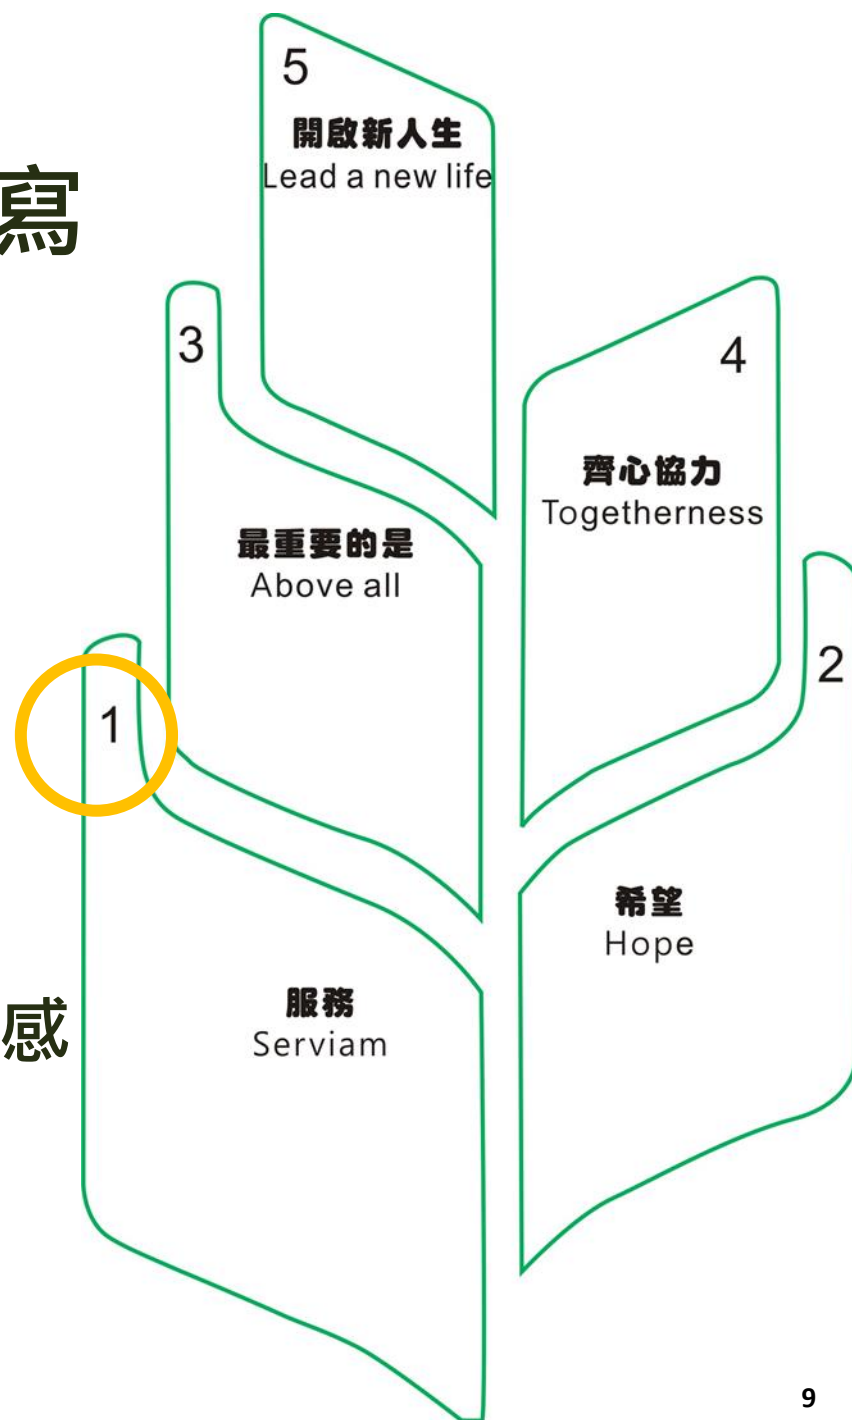 5
開啟新人生
Lead a new life
寫
3
4
齊心協力
Togetherness
最重要的是
Above all
2
1
希望
Hope
服務
Serviam
感
9